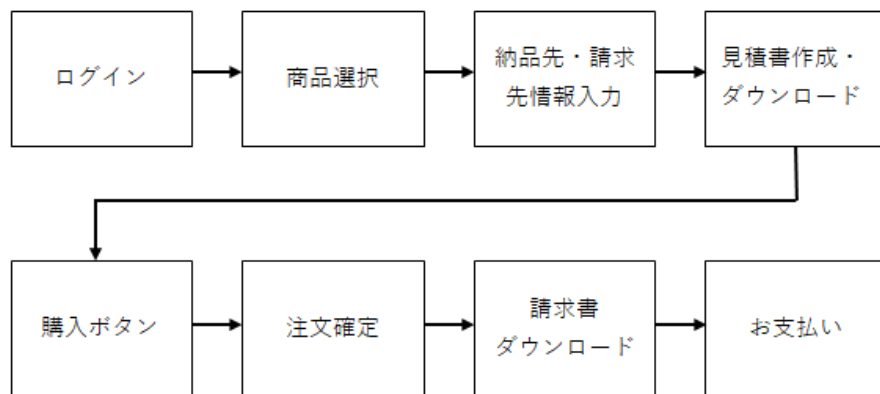 ログイン
商品選択
納品先・請求
先情報入力
見積書作成・
ダウンロード
購入ボタン
注文確定
請求書
ダウンロード
お支払い